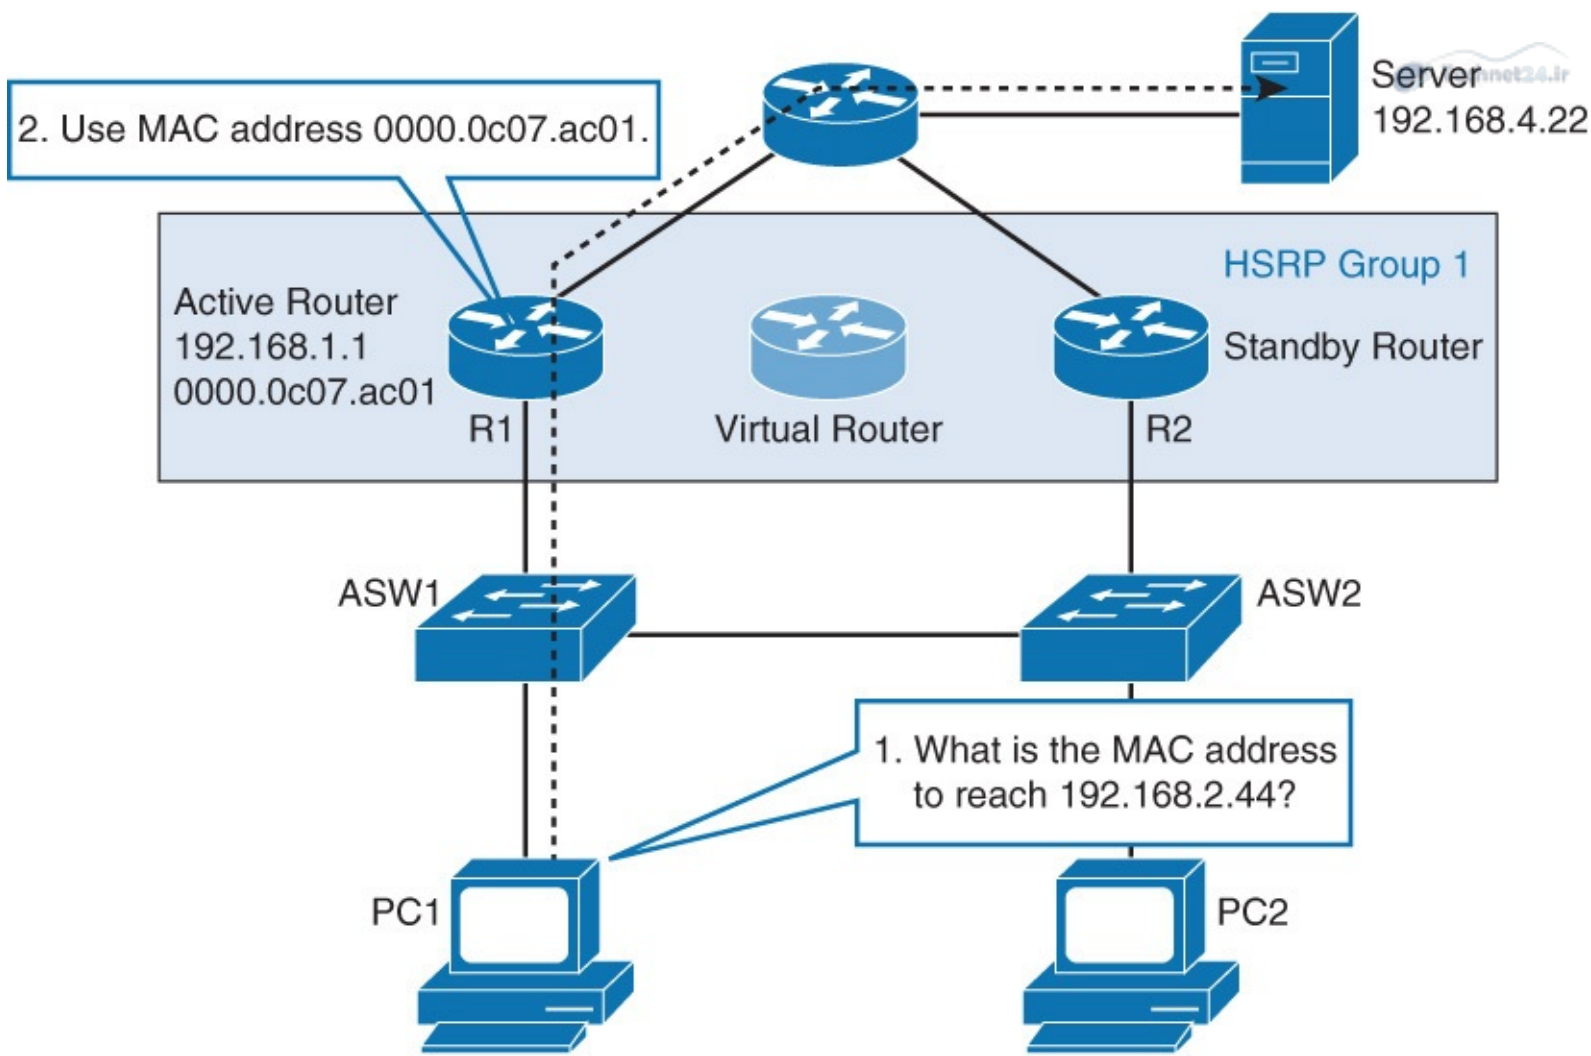 Server
Technet24.ir
192.168.4.22
2. Use MAC address 0000.0c07.ac01.
HSRP Group 1
Active Router
192.168.1.1
0000.0c07.ac01
Standby Router
R1
Virtual Router
R2
ASW1
ASW2
1. What is the MAC address
to reach 192.168.2.44?
PC1
PC2